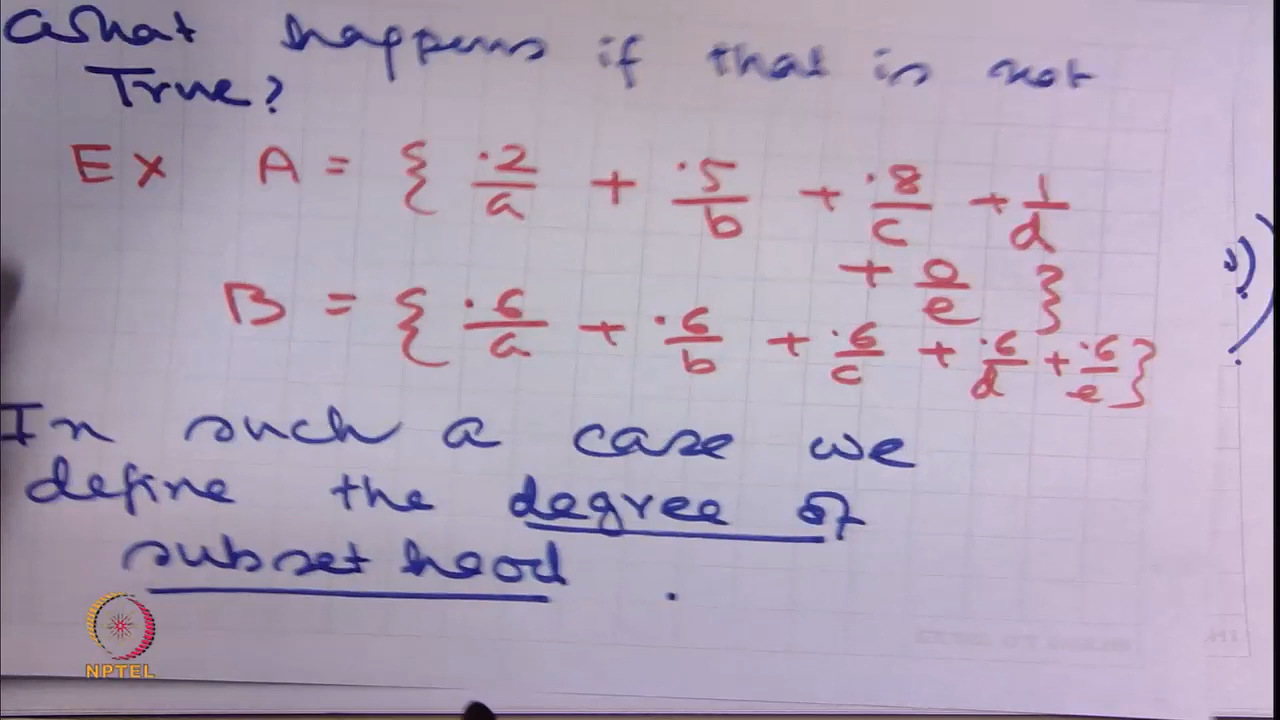 What happens if that is not
True?
Ex A = { .2/a + .5/b + .8/c + 1/d
+ 0/e }
B = { .6/a + .6/b + .6/c + .6/d + .6/e }
In such a case we
define the degree of
subset hood .
NPTEL